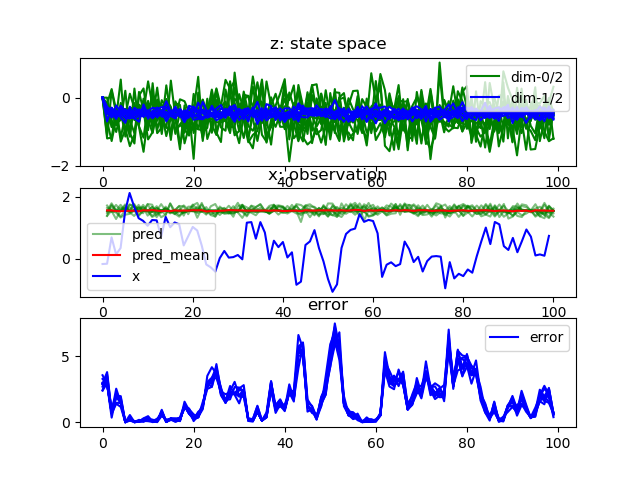 z: state space
0
−2
dim-0/2
dim-1/2
0 20 40 60 80 100
x: observation
2
0
pred
pred_mean
x
0 20 40 60 80 100
error
5
0
error
0 20 40 60 80 100